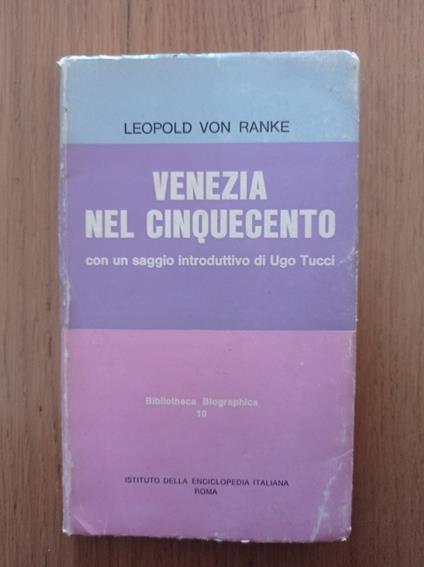 LEOPOLD VON RANKE
VENEZIA
NEL CINQUECENTO
con un saggio introduttivo di Ugo Tucci
Bibliotheca Biographica
10
ISTITUTO DELLA ENCICLOPEDIA ITALIANA
ROMA